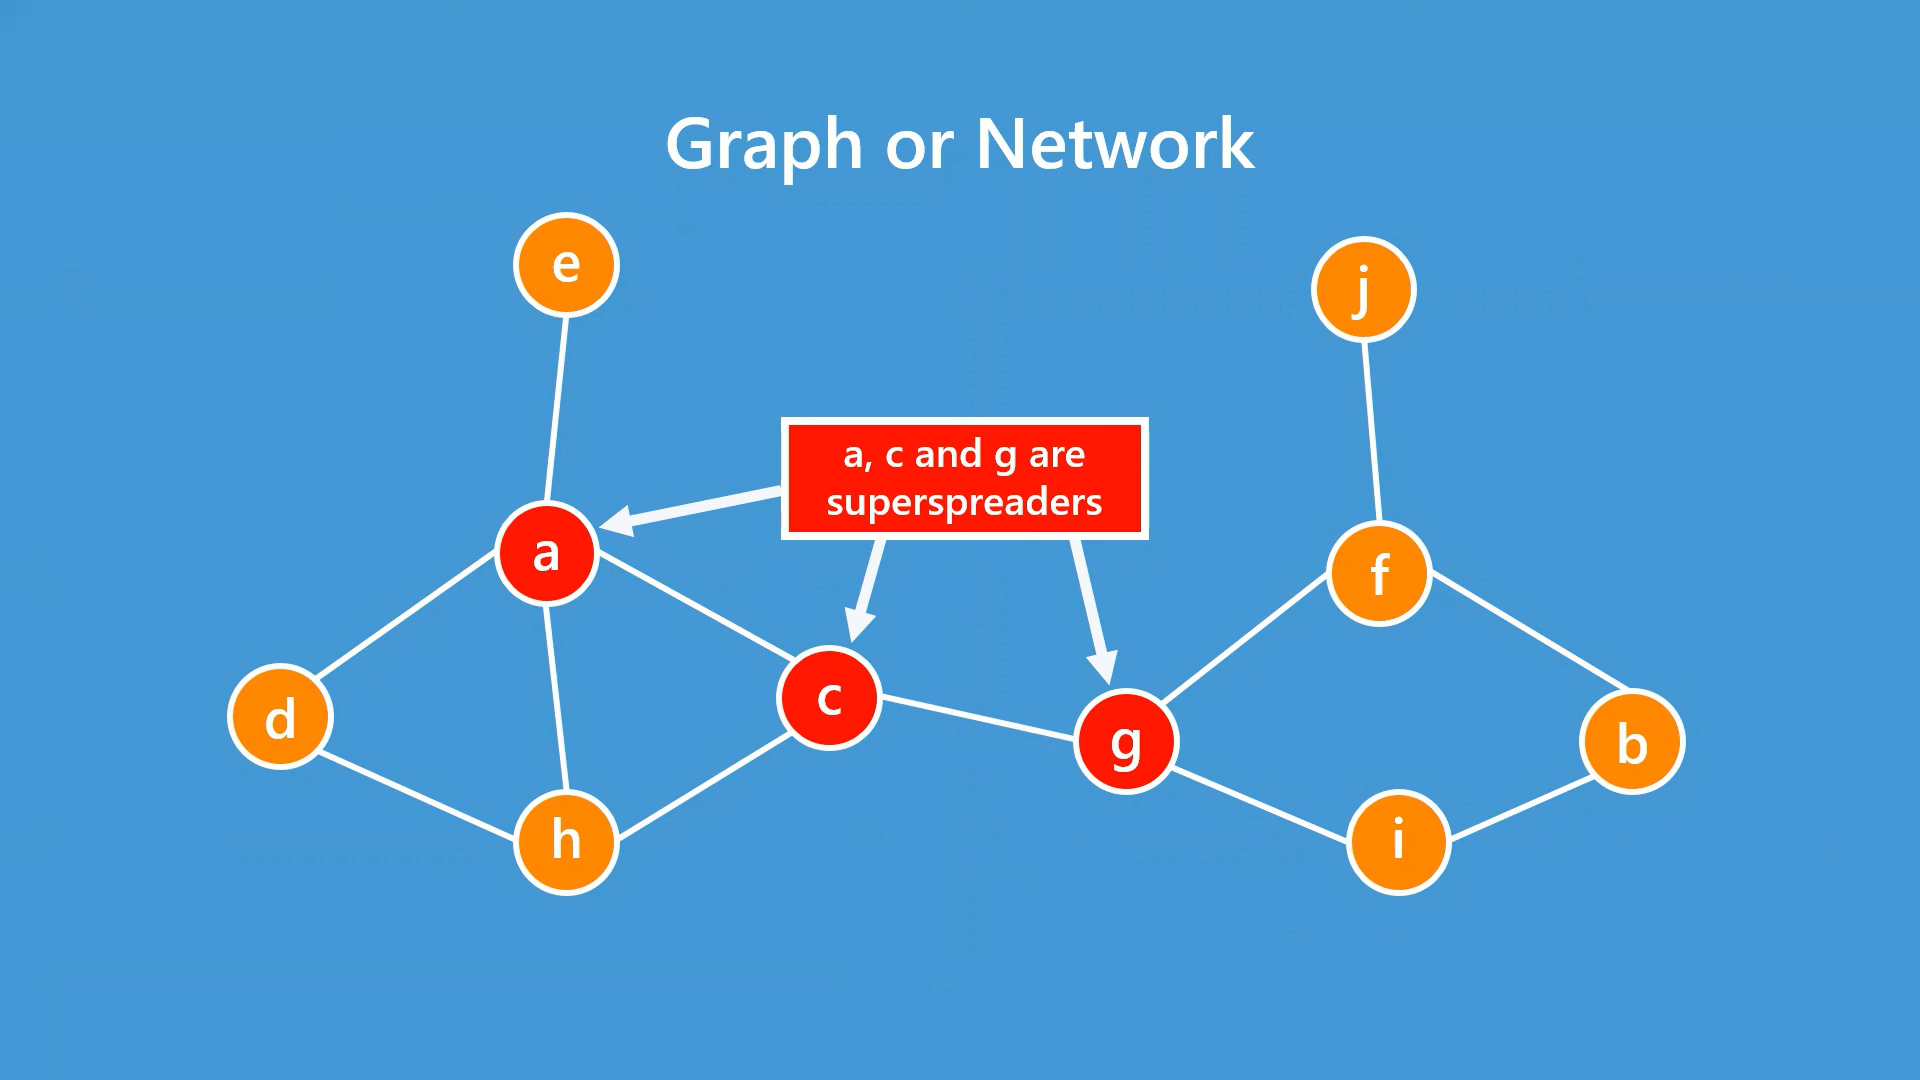 Graph or Network
e
j
a, c and g are
superspreaders
a
f
c
d
g
b
h
i